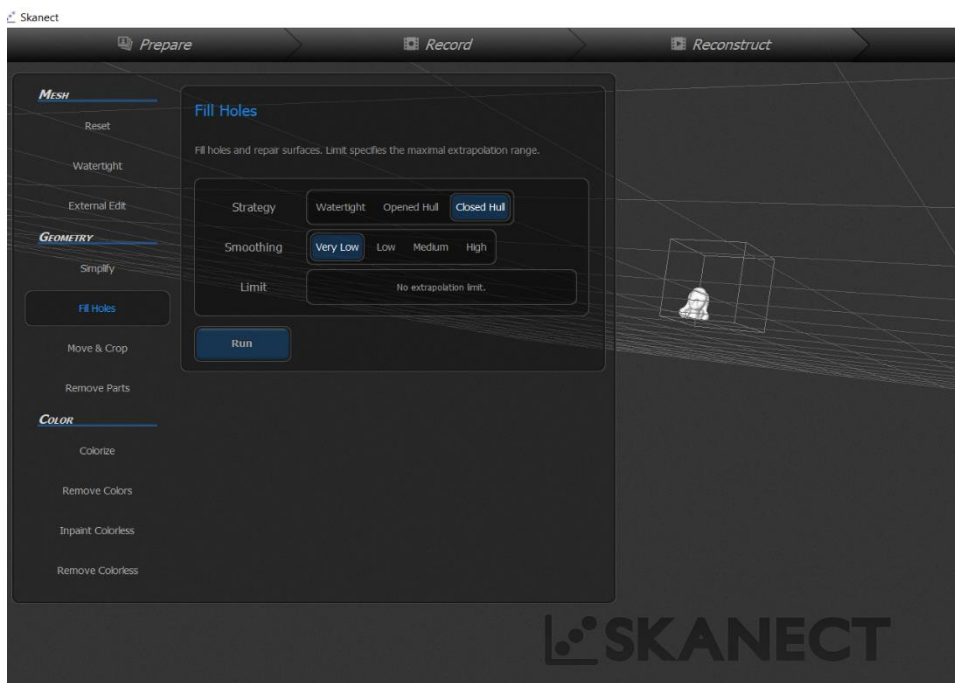 Skanect
Prepare
Record
Reconstruct
MESH
Reset
Watertight
External Edit
GEOMETRY
Simplify
Fill Holes
Move & Crop
Remove Parts
COLOR
Colorize
Remove Colors
Inpaint Colorless
Remove Colorless
Fill Holes
Fill holes and repair surfaces. Limit specifies the maximal extrapolation range.
Strategy Watertight Opened Hull Closed Hull
Smoothing Very Low Low Medium High
Limit No extrapolation limit.
Run
SKANECT